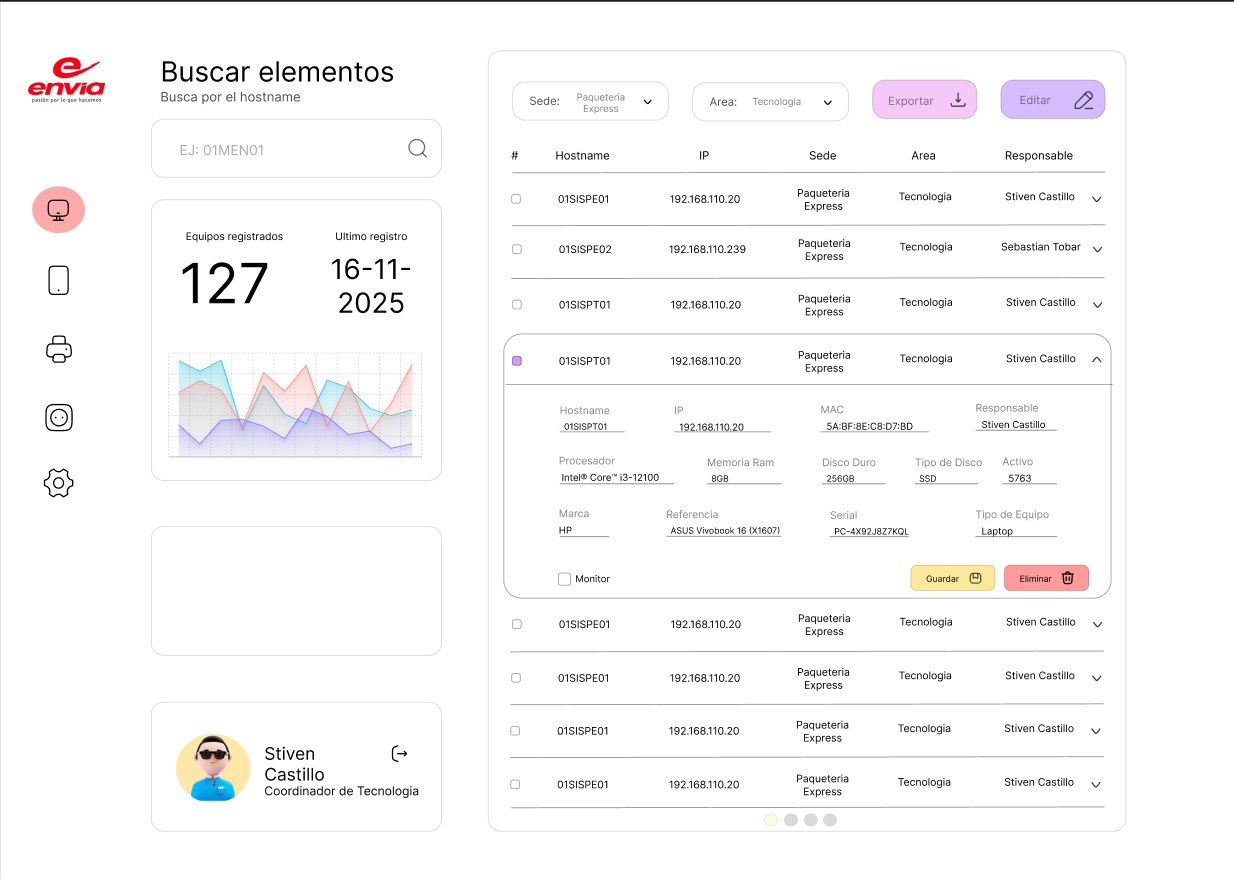 envia
pasión por lo que hacemos
Buscar elementos
Busca por el hostname
EJ: 01MEN01
Equipos registrados
Ultimo registro
127
16-11-
2025
Stiven
Castillo
Coordinador de Tecnologia
Sede: Paqueteria
Express
Area: Tecnologia
Exportar
Editar
# Hostname IP Sede Area Responsable
01SISPE01 192.168.110.20 Paqueteria
Express
Tecnologia Stiven Castillo
01SISPE02 192.168.110.239 Paqueteria
Express
Tecnologia Sebastian Tobar
01SISPT01 192.168.110.20 Paqueteria
Express
Tecnologia Stiven Castillo
01SISPT01 192.168.110.20 Paqueteria
Express
Tecnologia Stiven Castillo
Hostname IP MAC Responsable
01SISPT01 192.168.110.20 5A:BF:8E:C8:D7:BD Stiven Castillo
Procesador Memoria Ram Disco Duro Tipo de Disco Activo
Intel® Core™ i3-12100 8GB 256GB SSD 5763
Marca Referencia Serial Tipo de Equipo
HP ASUS Vivobook 16 (X1607) PC-4X92J8Z7KQL Laptop
Monitor
Guardar
Eliminar
01SISPE01 192.168.110.20 Paqueteria
Express
Tecnologia Stiven Castillo
01SISPE01 192.168.110.20 Paqueteria
Express
Tecnologia Stiven Castillo
01SISPE01 192.168.110.20 Paqueteria
Express
Tecnologia Stiven Castillo
01SISPE01 192.168.110.20 Paqueteria
Express
Tecnologia Stiven Castillo